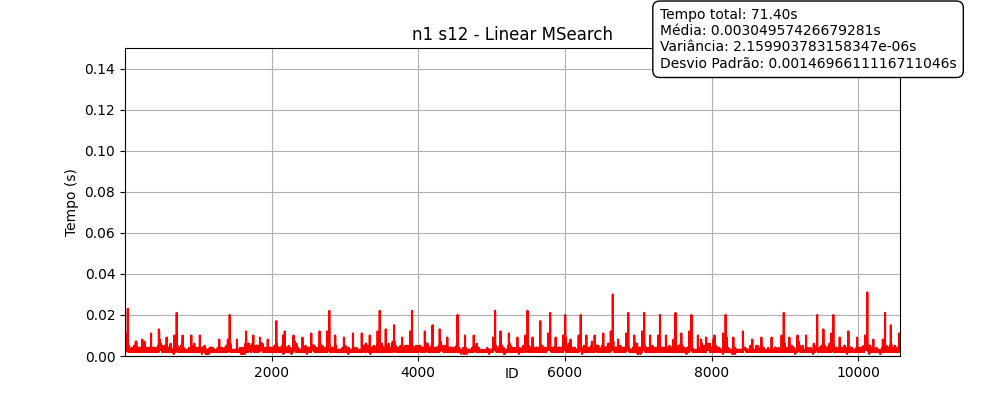 n1 s12 - Linear MSearch
Tempo total: 71.40s
Média: 0.00304957426679281s
Variância: 2.159903783158347e-06s
Desvio Padrão: 0.0014696611116711046s
Tempo (s)
0.14
0.12
0.10
0.08
0.06
0.04
0.02
0.00
2000
4000
6000
8000
10000
ID